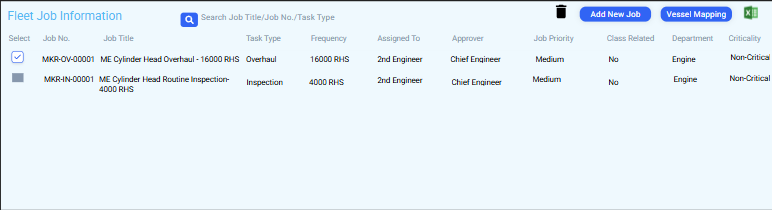 Fleet Job Information
Search Job Title/Job No./Task Type
Add New Job
Vessel Mapping
Select Job No. Job Title Task Type Frequency Assigned To Approver Job Priority Class Related Department Criticality
MKR-OV-00001 ME Cylinder Head Overhaul - 16000 RHS Overhaul 16000 RHS 2nd Engineer Chief Engineer Medium No Engine Non-Critical
MKR-IN-00001 ME Cylinder Head Routine Inspection- Inspection 4000 RHS 2nd Engineer Chief Engineer Medium No Engine Non-Critical
4000 RHS